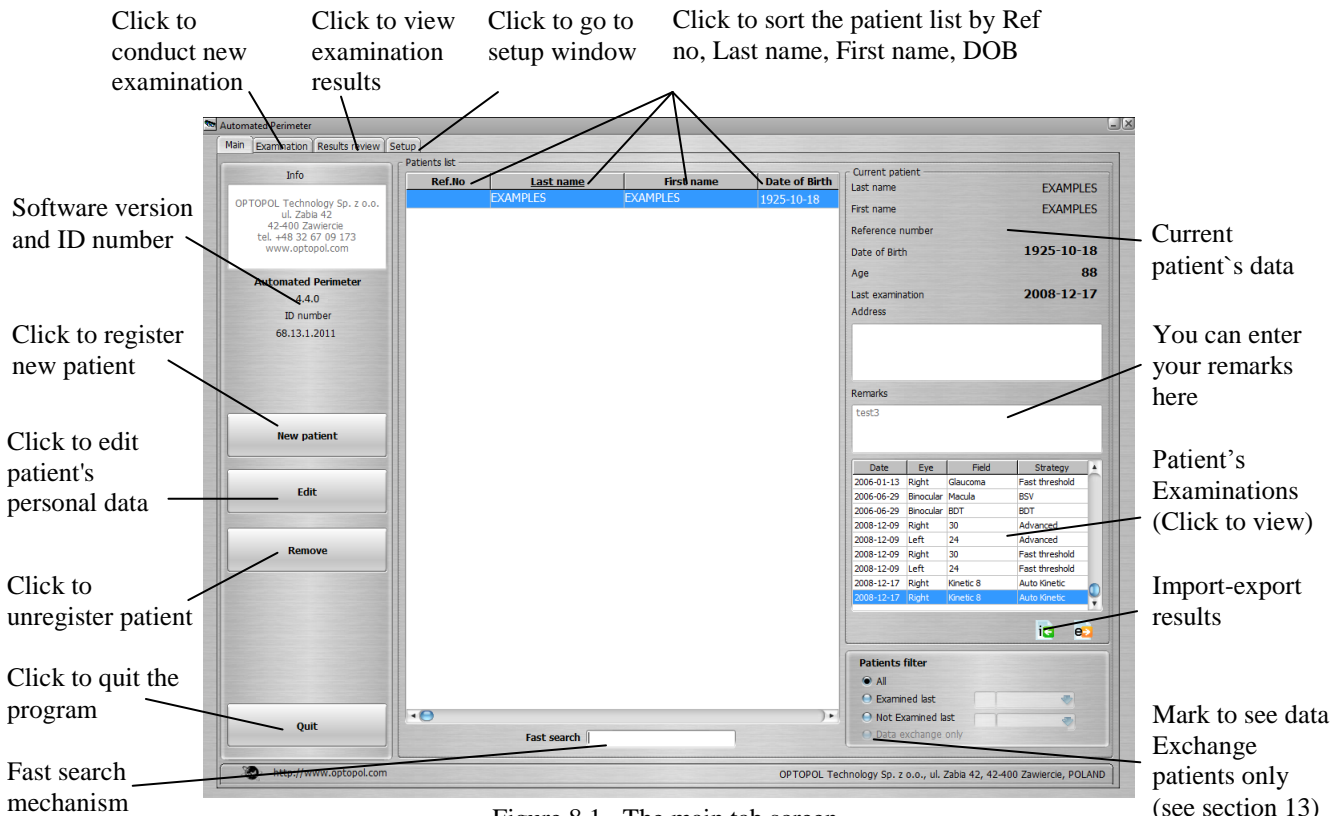 Click to
conduct new
examination
Click to view
examination
results
Click to go to
setup window
Click to sort the patient list by Ref
no, Last name, First name, DOB
Software version
and ID number
Click to register
new patient
Click to edit
patient's
personal data
Click to
unregister patient
Click to quit the
program
Fast search
mechanism
Automated Perimeter
Main Examination Results review Setup
Info
OPTOPOL Technology Sp. z o.o.
ul. Zabia 42
42-400 Zawiercie
tel. +48 32 67 09 173
www.optopol.com
Automated Perimeter
4.4.0
ID number
68.13.1.2011
New patient
Edit
Remove
Quit
Patients list
Ref.No Last name First name Date of Birth
EXAMPLES EXAMPLES 1925-10-18
Fast search
Current patient
Last name EXAMPLES
First name EXAMPLES
Reference number
Date of Birth 1925-10-18
Age 88
Last examination 2008-12-17
Address
Remarks
test3
Date Eye Field Strategy
2006-01-13 Right Glaucoma Fast threshold
2006-06-29 Binocular Macula BSV
2006-06-29 Binocular BDT BDT
2008-12-09 Right 30 Advanced
2008-12-09 Left 24 Advanced
2008-12-09 Right 30 Fast threshold
2008-12-09 Left 24 Fast threshold
2008-12-17 Right Kinetic 8 Auto Kinetic
2008-12-17 Right Kinetic 8 Auto Kinetic
Patients filter
All
Examined last
Not Examined last
Data exchange only
http://www.optopol.com
OPTOPOL Technology Sp. z o.o., ul. Zabia 42, 42-400 Zawiercie, POLAND
Current
patient`s data
You can enter
your remarks
here
Patient’s
Examinations
(Click to view)
Import-export
results
Mark to see data
Exchange
patients only
(see section 13)
Figure 8.1 The main tab screen